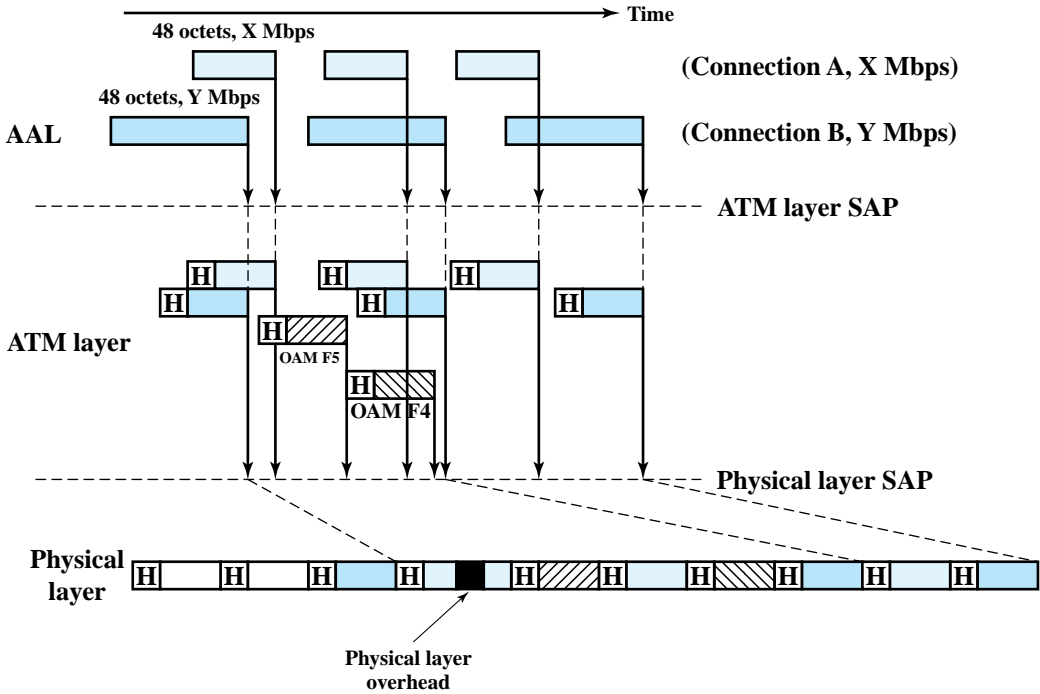 Time
48 octets, X Mbps
(Connection A, X Mbps)
48 octets, Y Mbps
AAL
(Connection B, Y Mbps)
ATM layer SAP
H
H
H
H
H
H
ATM layer
H
OAM F5
H
OAM F4
Physical layer SAP
Physical
layer
H H H H H H H H H H
Physical layer
overhead